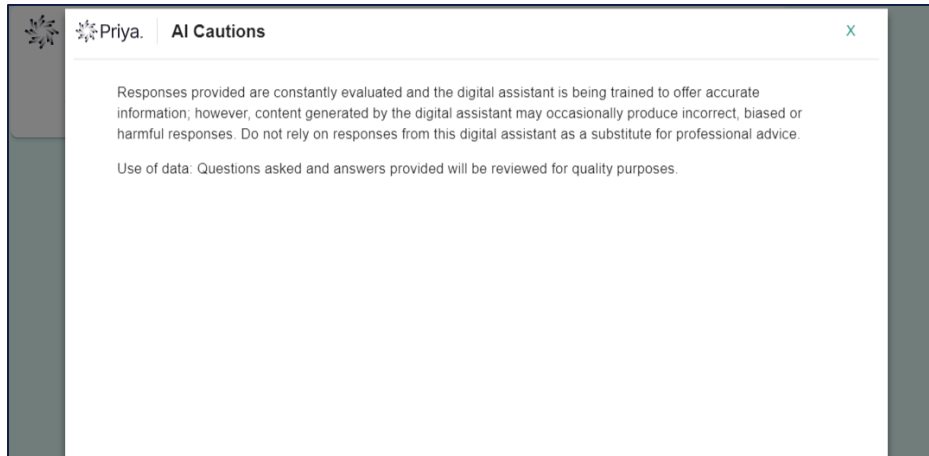 Priya. AI Cautions X
Responses provided are constantly evaluated and the digital assistant is being trained to offer accurate
information; however, content generated by the digital assistant may occasionally produce incorrect, biased or
harmful responses. Do not rely on responses from this digital assistant as a substitute for professional advice.
Use of data: Questions asked and answers provided will be reviewed for quality purposes.